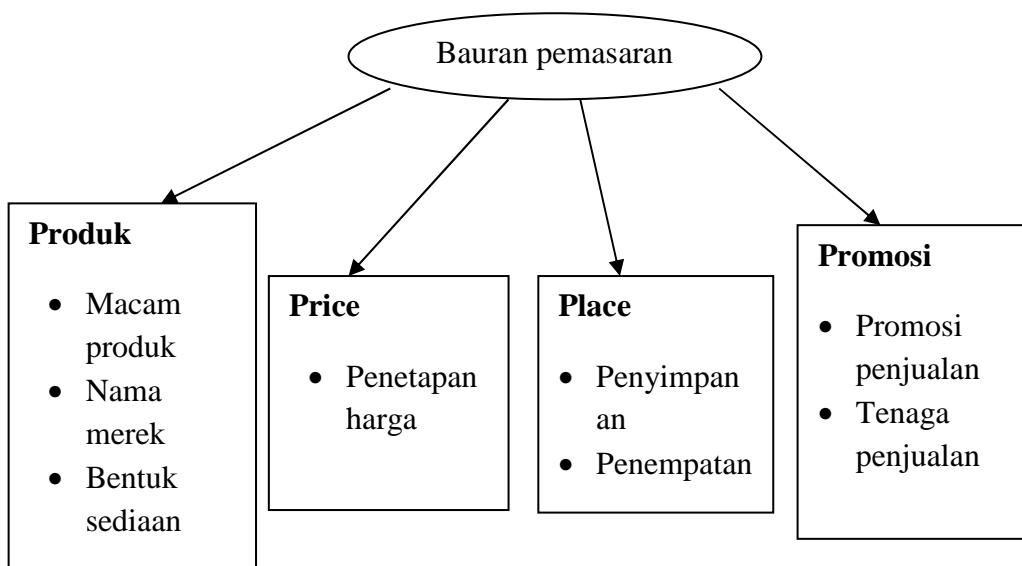 Bauran pemasaran
Produk
• Macam
produk
• Nama
merek
• Bentuk
sediaan
Price
• Penetapan
harga
Place
• Penyimpan
an
• Penempatan
Promosi
• Promosi
penjualan
• Tenaga
penjualan